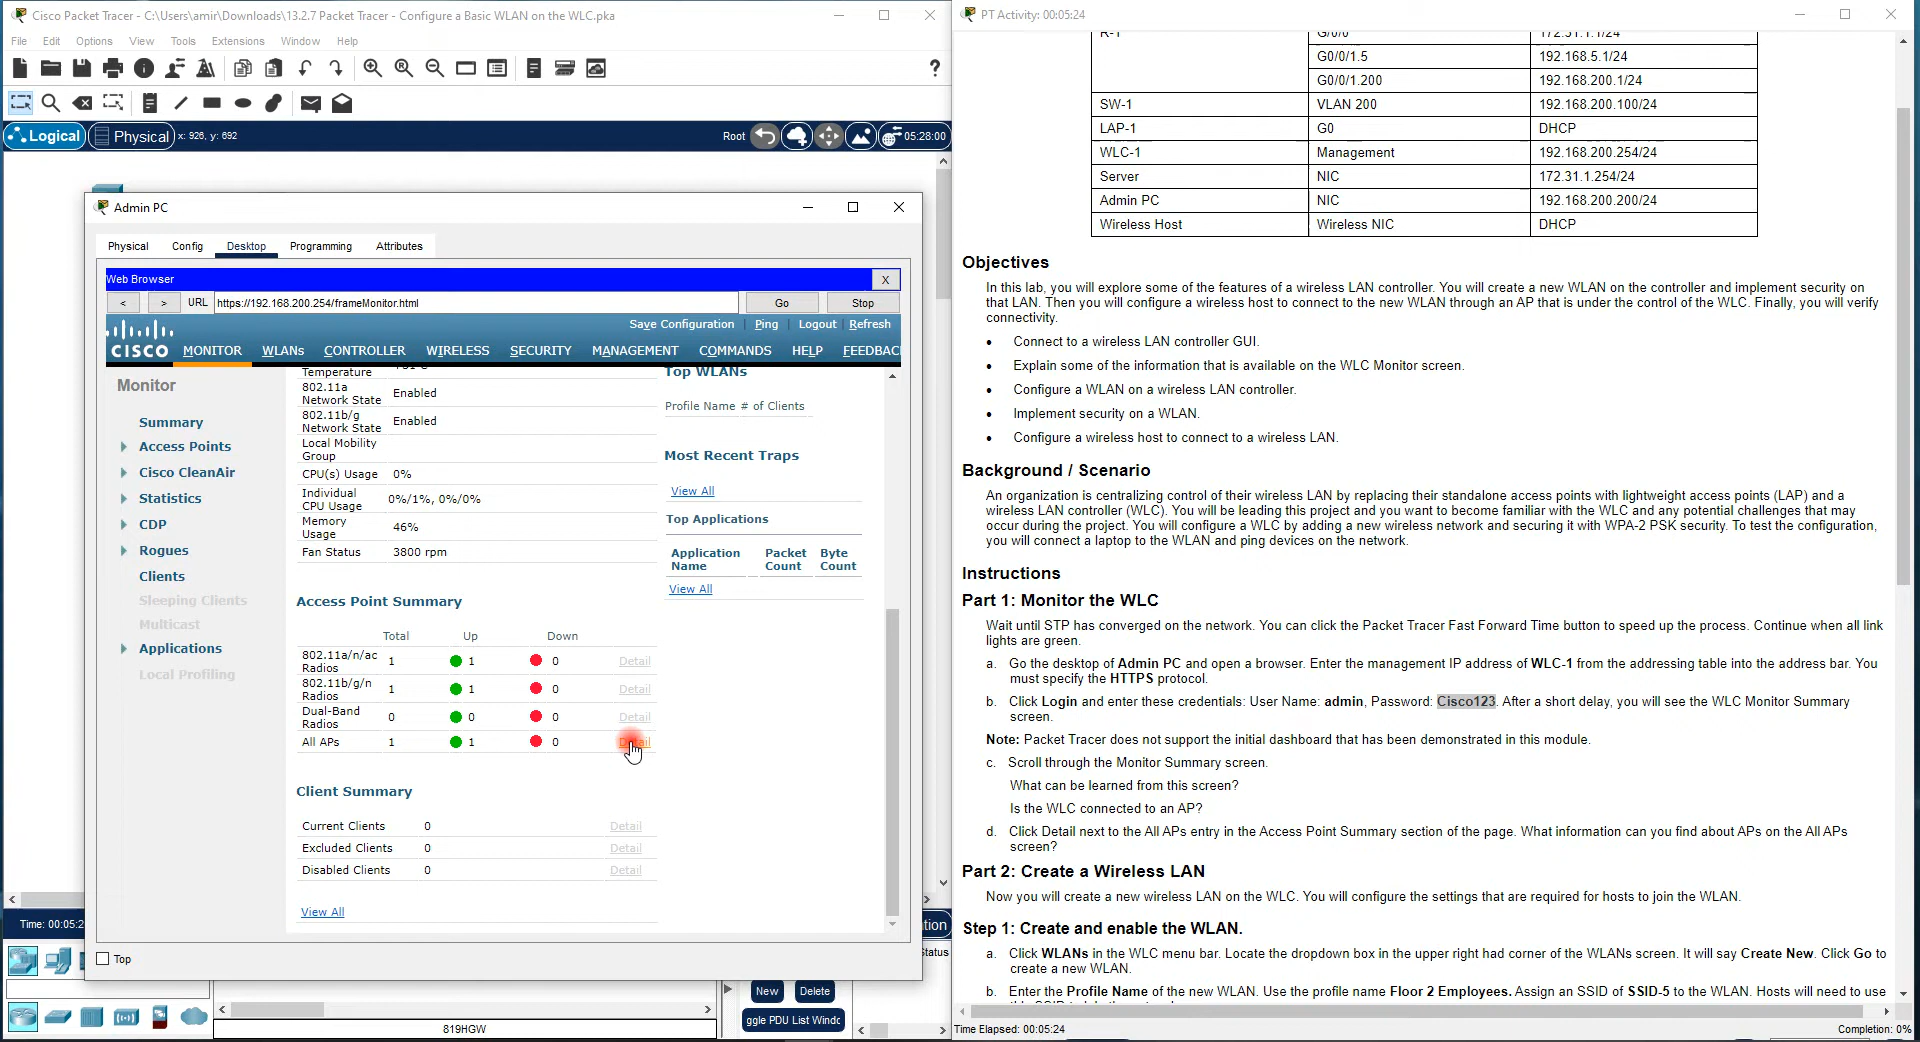 Cisco Packet Tracer - C:\Users\amir\Downloads\13.2.7 Packet Tracer - Configure a Basic WLAN on the WLC.pka
File Edit Options View Tools Extensions Window Help
Logical Physical x: 926, y: 692
Root 05:28:00
Admin PC
Physical Config Desktop Programming Attributes
Web Browser X
< > URL https://192.168.200.254/frameMonitor.html Go Stop
Save Configuration Ping Logout Refresh
CISCO MONITOR WLANs CONTROLLER WIRELESS SECURITY MANAGEMENT COMMANDS HELP FEEDBAC
Monitor
Summary
Access Points
Cisco CleanAir
Statistics
CDP
Rogues
Clients
Sleeping Clients
Multicast
Applications
Local Profiling
Temperature
802.11a
Network State Enabled
802.11b/g
Network State Enabled
Local Mobility
Group
CPU(s) Usage 0%
Individual
CPU Usage 0%/1%, 0%/0%
Memory
Usage 46%
Fan Status 3800 rpm
Top WLANs
Profile Name # of Clients
Most Recent Traps
View All
Top Applications
Application
Name Packet
Count Byte
Count
View All
Access Point Summary
Total Up Down
802.11a/n/ac
Radios 1 1 0 Detail
802.11b/g/n
Radios 1 1 0 Detail
Dual-Band
Radios 0 0 0 Detail
All APs 1 1 0 Detail
Client Summary
Current Clients 0 Detail
Excluded Clients 0 Detail
Disabled Clients 0 Detail
View All
Top
Time: 00:05:2
tion
Status
New Delete
ggle PDU List Windo
819HGW
PT Activity: 00:05:24
R-1 G/0/0 172.31.1.1/24
G0/0/1.5 192.168.5.1/24
G0/0/1.200 192.168.200.1/24
SW-1 VLAN 200 192.168.200.100/24
LAP-1 G0 DHCP
WLC-1 Management 192.168.200.254/24
Server NIC 172.31.1.254/24
Admin PC NIC 192.168.200.200/24
Wireless Host Wireless NIC DHCP
Objectives
In this lab, you will explore some of the features of a wireless LAN controller. You will create a new WLAN on the controller and implement security on
that LAN. Then you will configure a wireless host to connect to the new WLAN through an AP that is under the control of the WLC. Finally, you will verify
connectivity.
• Connect to a wireless LAN controller GUI.
• Explain some of the information that is available on the WLC Monitor screen.
• Configure a WLAN on a wireless LAN controller.
• Implement security on a WLAN.
• Configure a wireless host to connect to a wireless LAN.
Background / Scenario
An organization is centralizing control of their wireless LAN by replacing their standalone access points with lightweight access points (LAP) and a
wireless LAN controller (WLC). You will be leading this project and you want to become familiar with the WLC and any potential challenges that may
occur during the project. You will configure a WLC by adding a new wireless network and securing it with WPA-2 PSK security. To test the configuration,
you will connect a laptop to the WLAN and ping devices on the network.
Instructions
Part 1: Monitor the WLC
Wait until STP has converged on the network. You can click the Packet Tracer Fast Forward Time button to speed up the process. Continue when all link
lights are green.
a. Go the desktop of Admin PC and open a browser. Enter the management IP address of WLC-1 from the addressing table into the address bar. You
must specify the HTTPS protocol.
b. Click Login and enter these credentials: User Name: admin, Password: Cisco123. After a short delay, you will see the WLC Monitor Summary
screen.
Note: Packet Tracer does not support the initial dashboard that has been demonstrated in this module.
c. Scroll through the Monitor Summary screen.
What can be learned from this screen?
Is the WLC connected to an AP?
d. Click Detail next to the All APs entry in the Access Point Summary section of the page. What information can you find about APs on the All APs
screen?
Part 2: Create a Wireless LAN
Now you will create a new wireless LAN on the WLC. You will configure the settings that are required for hosts to join the WLAN.
Step 1: Create and enable the WLAN.
a. Click WLANs in the WLC menu bar. Locate the dropdown box in the upper right had corner of the WLANs screen. It will say Create New. Click Go to
create a new WLAN.
b. Enter the Profile Name of the new WLAN. Use the profile name Floor 2 Employees. Assign an SSID of SSID-5 to the WLAN. Hosts will need to use
Time Elapsed: 00:05:24 Completion: 0%